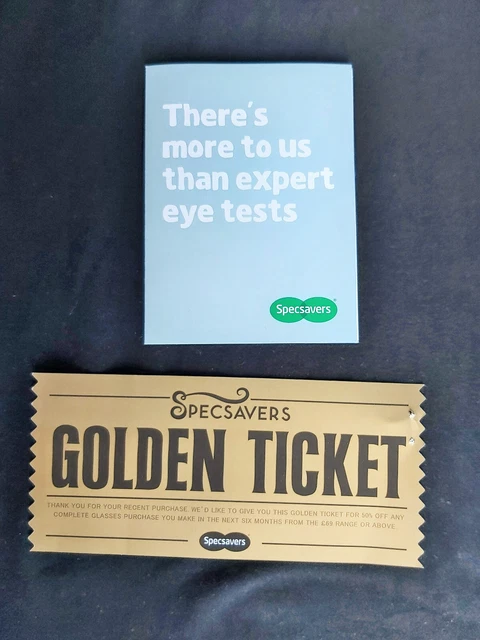 There's
more to us
than expert
eye tests
Specsavers
SPECSAVERS
GOLDEN TICKET
THANK YOU FOR YOUR RECENT PURCHASE. WE'D LIKE TO GIVE YOU THIS GOLDEN TICKET FOR 50% OFF ANY
COMPLETE GLASSES PURCHASE YOU MAKE IN THE NEXT SIX MONTHS FROM THE £69 RANGE OR ABOVE.
Specsavers